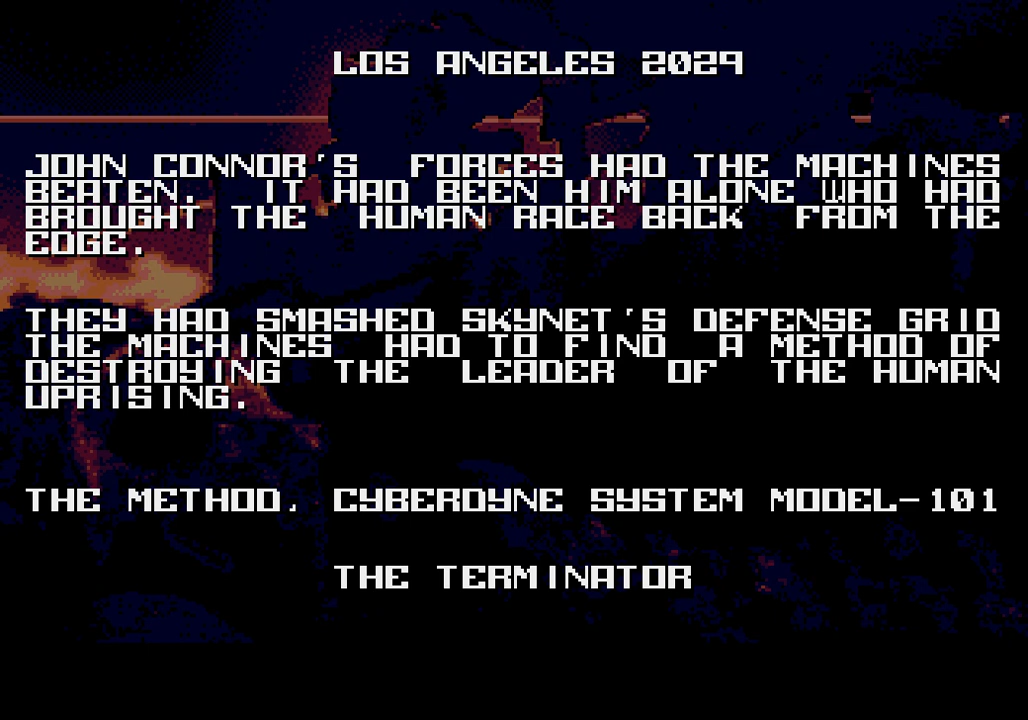 LOS ANGELES 2029
JOHN CONNOR'S FORCES HAD THE MACHINES
BEATEN. IT HAD BEEN HIM ALONE WHO HAD
BROUGHT THE HUMAN RACE BACK FROM THE
EDGE.
THEY HAD SMASHED SKYNET'S DEFENSE GRID
THE MACHINES HAD TO FIND A METHOD OF
DESTROYING THE LEADER OF THE HUMAN
UPRISING.
THE METHOD, CYBERDYNE SYSTEM MODEL-101
THE TERMINATOR